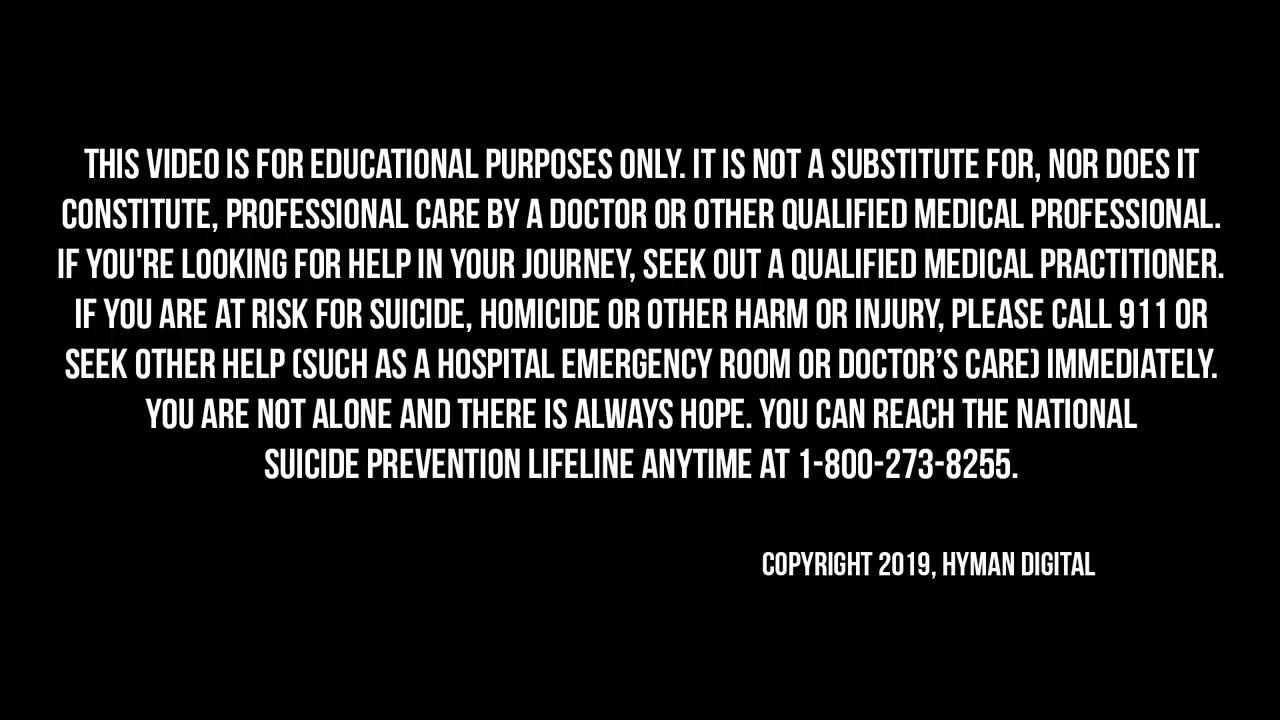 THIS VIDEO IS FOR EDUCATIONAL PURPOSES ONLY. IT IS NOT A SUBSTITUTE FOR, NOR DOES IT
CONSTITUTE, PROFESSIONAL CARE BY A DOCTOR OR OTHER QUALIFIED MEDICAL PROFESSIONAL.
IF YOU'RE LOOKING FOR HELP IN YOUR JOURNEY, SEEK OUT A QUALIFIED MEDICAL PRACTITIONER.
IF YOU ARE AT RISK FOR SUICIDE, HOMICIDE OR OTHER HARM OR INJURY, PLEASE CALL 911 OR
SEEK OTHER HELP (SUCH AS A HOSPITAL EMERGENCY ROOM OR DOCTOR’S CARE) IMMEDIATELY.
YOU ARE NOT ALONE AND THERE IS ALWAYS HOPE. YOU CAN REACH THE NATIONAL
SUICIDE PREVENTION LIFELINE ANYTIME AT 1-800-273-8255.
COPYRIGHT 2019, HYMAN DIGITAL